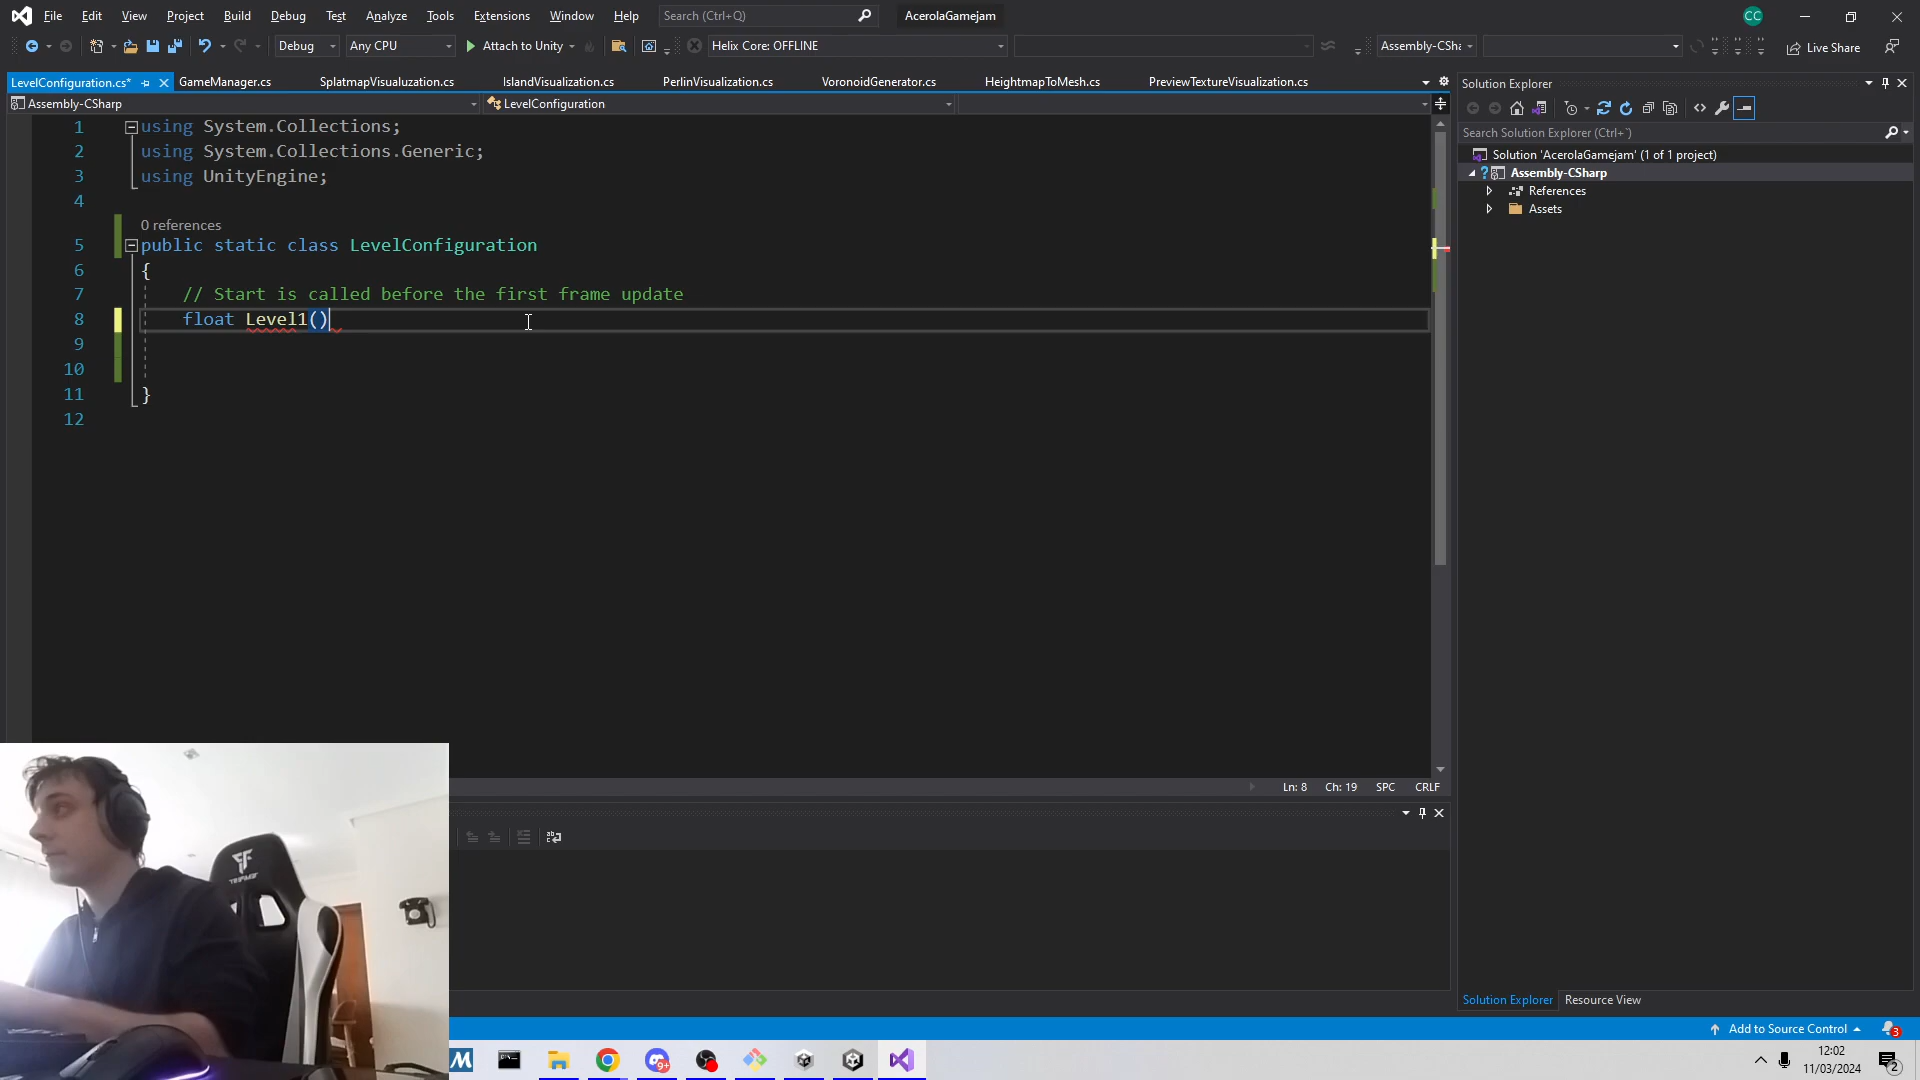 File Edit View Project Build Debug Test Analyze Tools Extensions Window Help Search (Ctrl+Q) AcerolaGamejam CC
Debug Any CPU Attach to Unity Helix Core: OFFLINE Assembly-CSha Live Share
LevelConfiguration.cs* GameManager.cs SplatmapVisualuzation.cs IslandVisualization.cs PerlinVisualization.cs VoronoidGenerator.cs HeightmapToMesh.cs PreviewTextureVisualization.cs
Assembly-CSharp LevelConfiguration
1 using System.Collections;
2 using System.Collections.Generic;
3 using UnityEngine;
4
0 references
5 public static class LevelConfiguration
6 {
7 // Start is called before the first frame update
8 float Level1()
9
10
11 }
12
Ln: 8 Ch: 19 SPC CRLF
Solution Explorer
Search Solution Explorer (Ctrl+¨)
Solution 'AcerolaGamejam' (1 of 1 project)
Assembly-CSharp
References
Assets
Solution Explorer Resource View
Add to Source Control 3
9+
12:02
11/03/2024
2